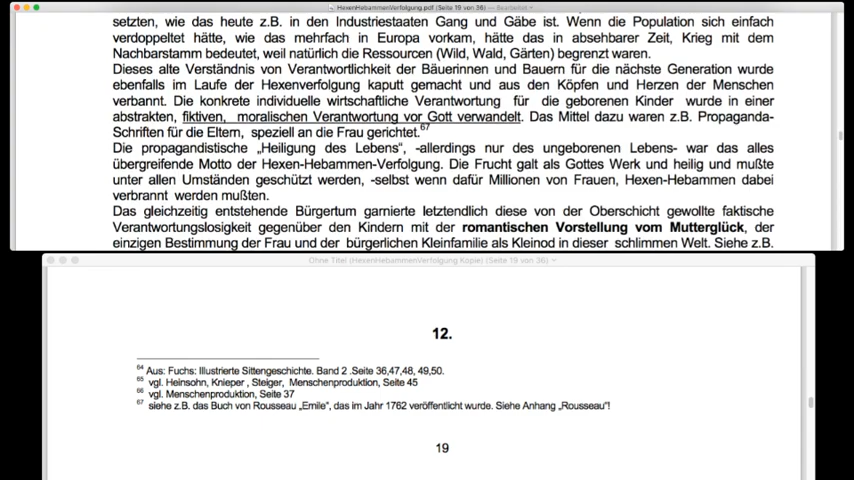 HexenHebammenVerfolgung.pdf (Seite 19 von 36) — Bearbeitet
setzten, wie das heute z.B. in den Industriestaaten Gang und Gäbe ist. Wenn die Population sich einfach
verdoppelt hätte, wie das mehrfach in Europa vorkam, hätte das in absehbarer Zeit, Krieg mit dem
Nachbarstamm bedeutet, weil natürlich die Ressourcen (Wild, Wald, Gärten) begrenzt waren.
Dieses alte Verständnis von Verantwortlichkeit der Bäuerinnen und Bauern für die nächste Generation wurde
ebenfalls im Laufe der Hexenverfolgung kaputt gemacht und aus den Köpfen und Herzen der Menschen
verbannt. Die konkrete individuelle wirtschaftliche Verantwortung für die geborenen Kinder wurde in einer
abstrakten, fiktiven, moralischen Verantwortung vor Gott verwandelt. Das Mittel dazu waren z.B. Propaganda-
Schriften für die Eltern, speziell an die Frau gerichtet.67
Die propagandistische „Heiligung des Lebens“, -allerdings nur des ungeborenen Lebens- war das alles
übergreifende Motto der Hexen-Hebammen-Verfolgung. Die Frucht galt als Gottes Werk und heilig und mußte
unter allen Umständen geschützt werden, -selbst wenn dafür Millionen von Frauen, Hexen-Hebammen dabei
verbrannt werden mußten.
Das gleichzeitig entstehende Bürgertum garnierte letztendlich diese von der Oberschicht gewollte faktische
Verantwortungslosigkeit gegenüber den Kindern mit der romantischen Vorstellung vom Mutterglück, der
einzigen Bestimmung der Frau und der bürgerlichen Kleinfamilie als Kleinod in dieser schlimmen Welt. Siehe z.B.
Ohne Titel (HexenHebammenVerfolgung Kopie) (Seite 19 von 36)
12.
64 Aus: Fuchs: Illustrierte Sittengeschichte. Band 2 .Seite 36,47,48, 49,50.
65 vgl. Heinsohn, Knieper , Steiger, Menschenproduktion, Seite 45
66 vgl. Menschenproduktion, Seite 37
67 siehe z.B. das Buch von Rousseau „Emile“, das im Jahr 1762 veröffentlicht wurde. Siehe Anhang „Rousseau“!
19